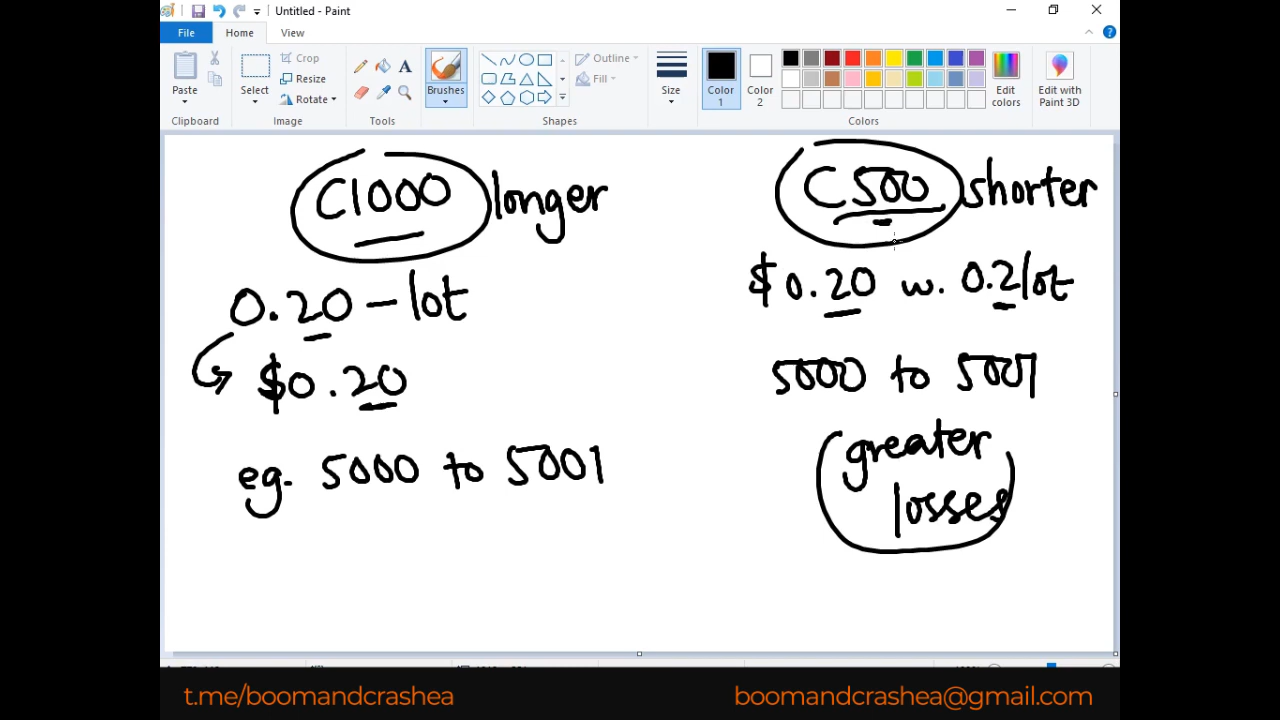 Untitled - Paint
File
Home
View
Paste
Clipboard
Select
Crop
Resize
Rotate
Image
A
Tools
Brushes
Outline
Fill
Shapes
Size
Color 1
Color 2
Edit colors
Edit with Paint 3D
Colors
C1000 longer
0.20 - lot
$0.20
eg. 5000 to 5001
C500 shorter
$0.20 w. 0.2 lot
5000 to 5001
greater
losses
t.me/boomandcrashea
boomandcrashea@gmail.com